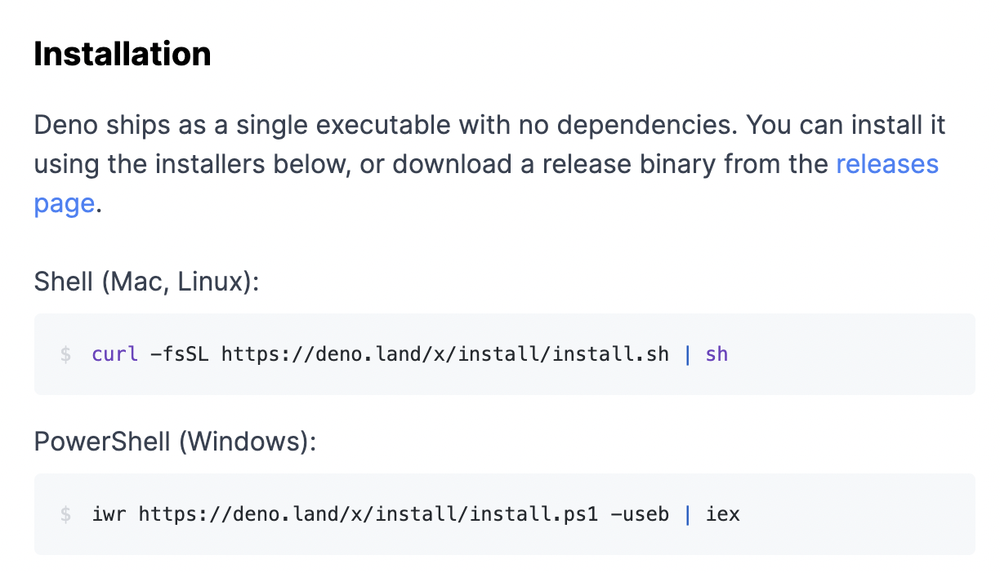 Installation
Deno ships as a single executable with no dependencies. You can install it
using the installers below, or download a release binary from the releases
page.
Shell (Mac, Linux):
$ curl -fsSL https://deno.land/x/install/install.sh | sh
PowerShell (Windows):
$ iwr https://deno.land/x/install/install.ps1 -useb | iex